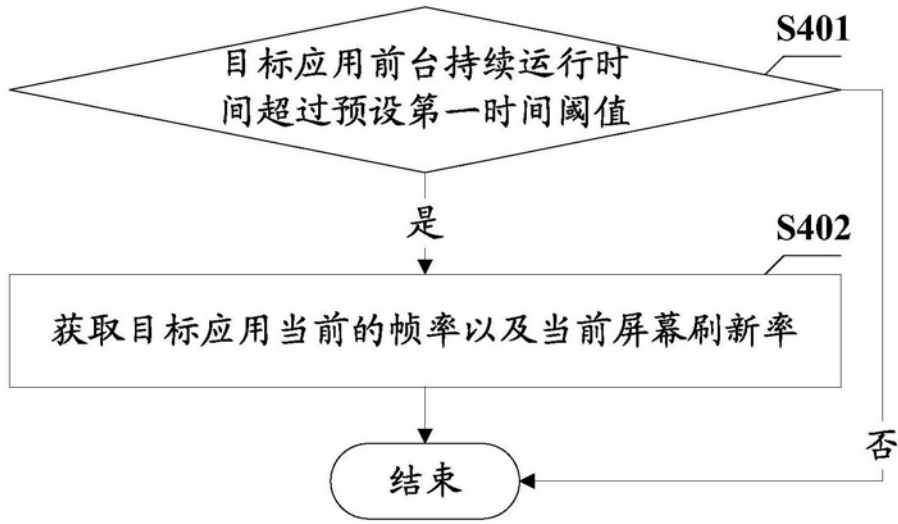 S401
目标应用前台持续运行时
间超过预设第一时间阈值
是
S402
获取目标应用当前的帧率以及当前屏幕刷新率
否
结束